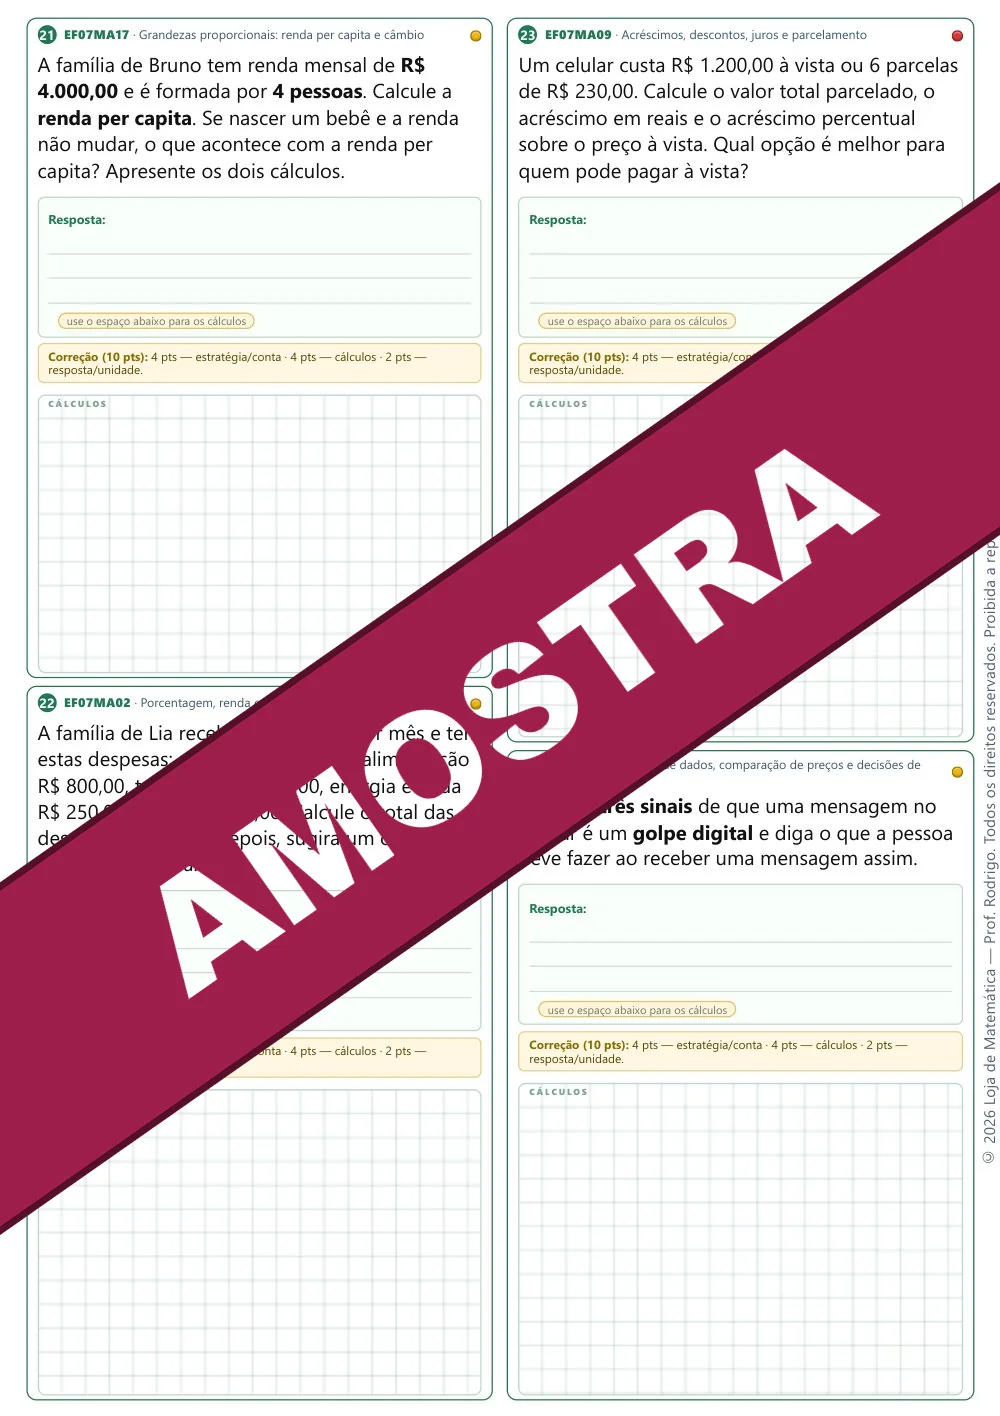 21 EF07MA17 · Grandezas proporcionais: renda per capita e câmbio
A família de Bruno tem renda mensal de R$
4.000,00 e é formada por 4 pessoas. Calcule a
renda per capita. Se nascer um bebê e a renda
não mudar, o que acontece com a renda per
capita? Apresente os dois cálculos.
Resposta:
use o espaço abaixo para os cálculos
Correção (10 pts): 4 pts — estratégia/conta · 4 pts — cálculos · 2 pts —
resposta/unidade.
CÁLCULOS
22 EF07MA02 · Porcentagem, renda
A família de Lia mês e
estas despesas:
R$ 800,00, energia e
R$ total das
sugira um
conta · 4 pts — cálculos · 2 pts —
23 EF07MA09 · Acréscimos, descontos, juros e parcelamento
Um celular custa R$ 1.200,00 à vista ou 6 parcelas
de R$ 230,00. Calcule o valor total parcelado, o
acréscimo em reais e o acréscimo percentual
sobre o preço à vista. Qual opção é melhor para
quem pode pagar à vista?
Resposta:
use o espaço abaixo para os cálculos
Correção (10 pts): 4 pts —
resposta/unidade.
CÁLCULOS
de dados, comparação de preços e decisões de
três sinais de que uma mensagem no
é um golpe digital e diga o que a pessoa
deve fazer ao receber uma mensagem assim.
Resposta:
use o espaço abaixo para os cálculos
Correção (10 pts): 4 pts — estratégia/conta · 4 pts — cálculos · 2 pts —
resposta/unidade.
CÁLCULOS
AMOSTRA
© 2026 Loja de Matemática — Prof. Rodrigo. Todos os direitos reservados. Proibida a rep